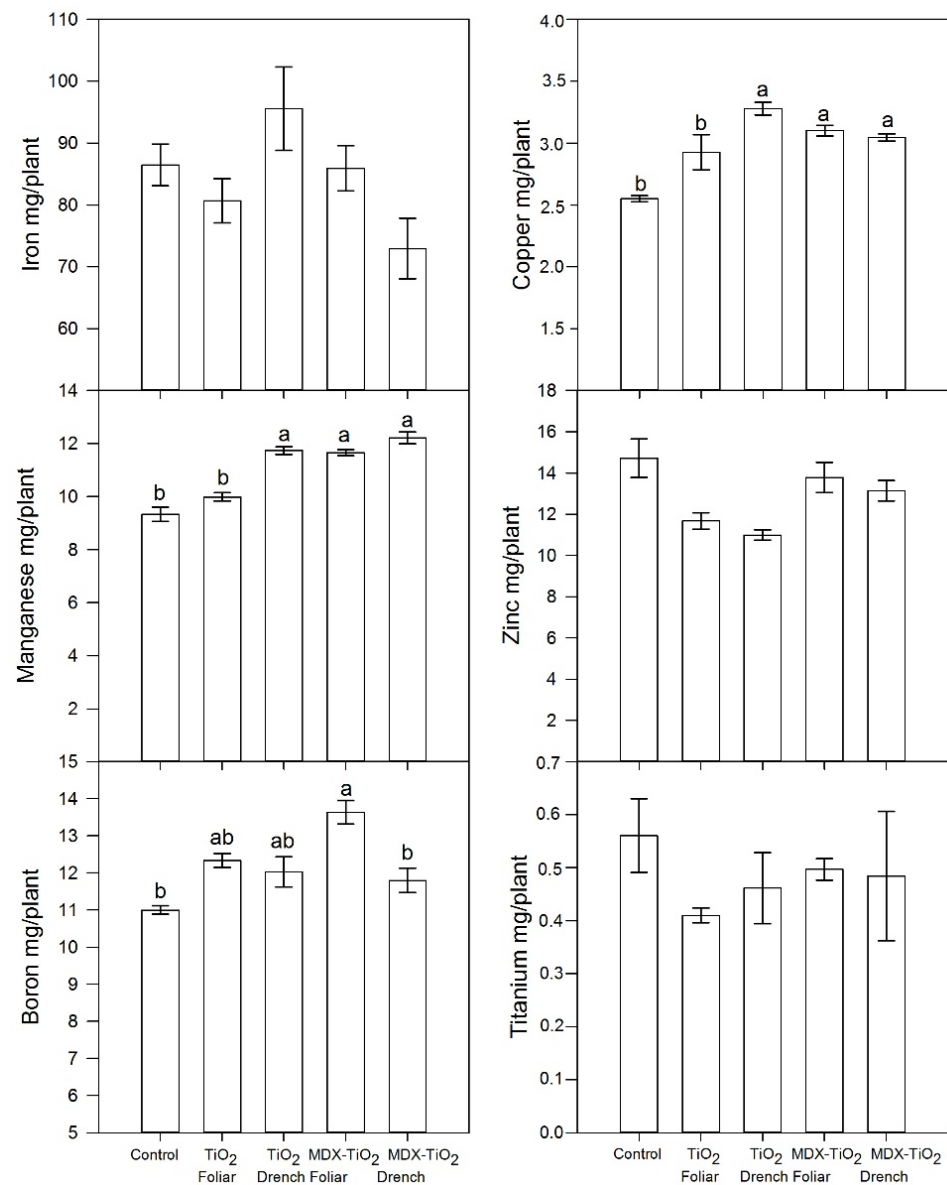 110
100
90
80
70
60
14
Iron mg/plant
4.0
3.5
3.0
2.5
2.0
1.5
18
Copper mg/plant
b
b
a
a
a
12
10
8
6
4
2
15
Manganese mg/plant
b
b
a
a
a
16
14
12
10
8
6
4
2
0.7
Zinc mg/plant
14
13
12
11
10
9
8
7
6
5
Boron mg/plant
b
ab
ab
a
b
0.6
0.5
0.4
0.3
0.2
0.1
0.0
Titanium mg/plant
Control TiO2 TiO2 MDX-TiO2 MDX-TiO2
Foliar Drench Foliar Drench
Control TiO2 TiO2 MDX-TiO2 MDX-TiO2
Foliar Drench Foliar Drench